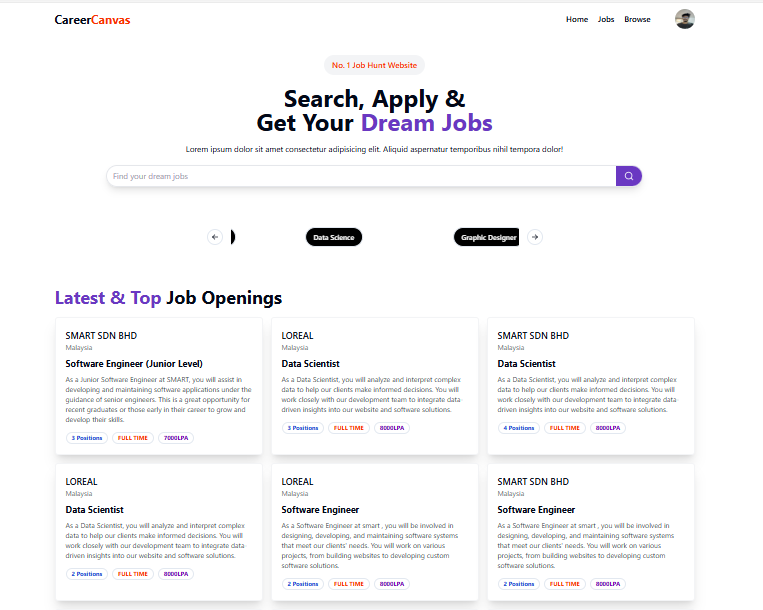 CareerCanvas
Home Jobs Browse
No. 1 Job Hunt Website
Search, Apply &
Get Your Dream Jobs
Lorem ipsum dolor sit amet consectetur adipisicing elit. Aliquid aspernatur temporibus nihil tempora dolor!
Find your dream jobs
Data Science
Graphic Designer
Latest & Top Job Openings
SMART SDN BHD
Malaysia
Software Engineer (Junior Level)
As a Junior Software Engineer at SMART, you will assist in
developing and maintaining software applications under the
guidance of senior engineers. This is a great opportunity for
recent graduates or those early in their career to grow and
develop their skills.
3 Positions FULL TIME 7000LPA
LOREAL
Malaysia
Data Scientist
As a Data Scientist, you will analyze and interpret complex
data to help our clients make informed decisions. You will
work closely with our development team to integrate data
driven insights into our website and software solutions.
3 Positions FULL TIME 8000LPA
SMART SDN BHD
Malaysia
Data Scientist
As a Data Scientist, you will analyze and interpret complex
data to help our clients make informed decisions. You will
work closely with our development team to integrate data
driven insights into our website and software solutions.
4 Positions FULL TIME 8000LPA
LOREAL
Malaysia
Data Scientist
As a Data Scientist, you will analyze and interpret complex
data to help our clients make informed decisions. You will
work closely with our development team to integrate data
driven insights into our website and software solutions.
2 Positions FULL TIME 8000LPA
LOREAL
Malaysia
Software Engineer
As a Software Engineer at smart , you will be involved in
designing, developing, and maintaining software systems
that meet our clients' needs. You will work on various
projects, from building websites to developing custom
software solutions.
2 Positions FULL TIME 8000LPA
SMART SDN BHD
Malaysia
Software Engineer
As a Software Engineer at smart , you will be involved in
designing, developing, and maintaining software systems
that meet our clients' needs. You will work on various
projects, from building websites to developing custom
software solutions.
2 Positions FULL TIME 8000LPA